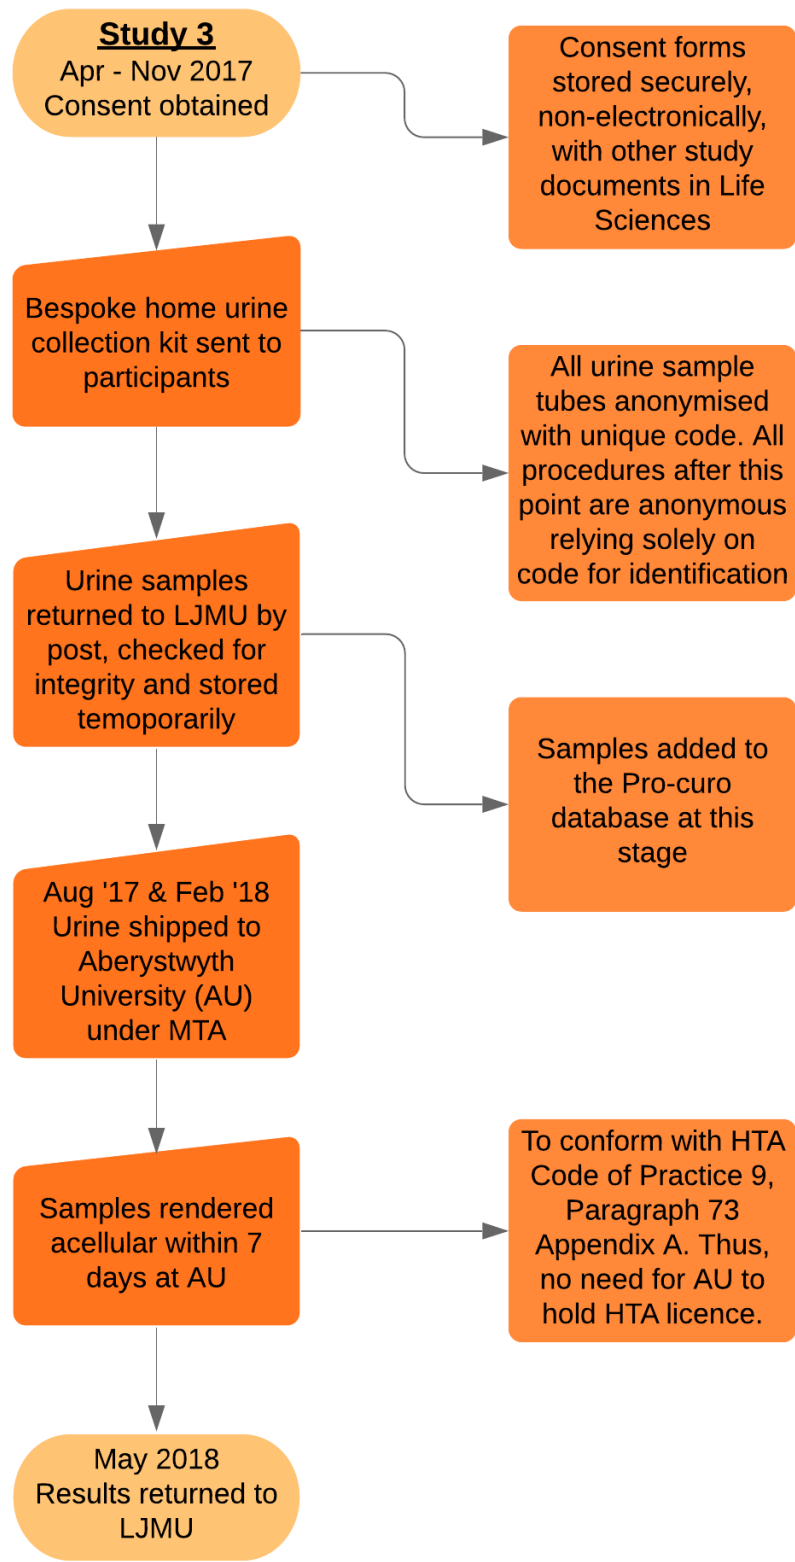 Study 3
Apr - Nov 2017
Consent obtained
Consent forms
stored securely,
non-electronically,
with other study
documents in Life
Sciences
Bespoke home urine
collection kit sent to
participants
All urine sample
tubes anonymised
with unique code. All
procedures after this
point are anonymous
relying solely on
code for identification
Urine samples
returned to LJMU by
post, checked for
integrity and stored
temoporarily
Samples added to
the Pro-curo
database at this
stage
Aug '17 & Feb '18
Urine shipped to
Aberystwyth
University (AU)
under MTA
Samples rendered
acellular within 7
days at AU
To conform with HTA
Code of Practice 9,
Paragraph 73
Appendix A. Thus,
no need for AU to
hold HTA licence.
May 2018
Results returned to
LJMU